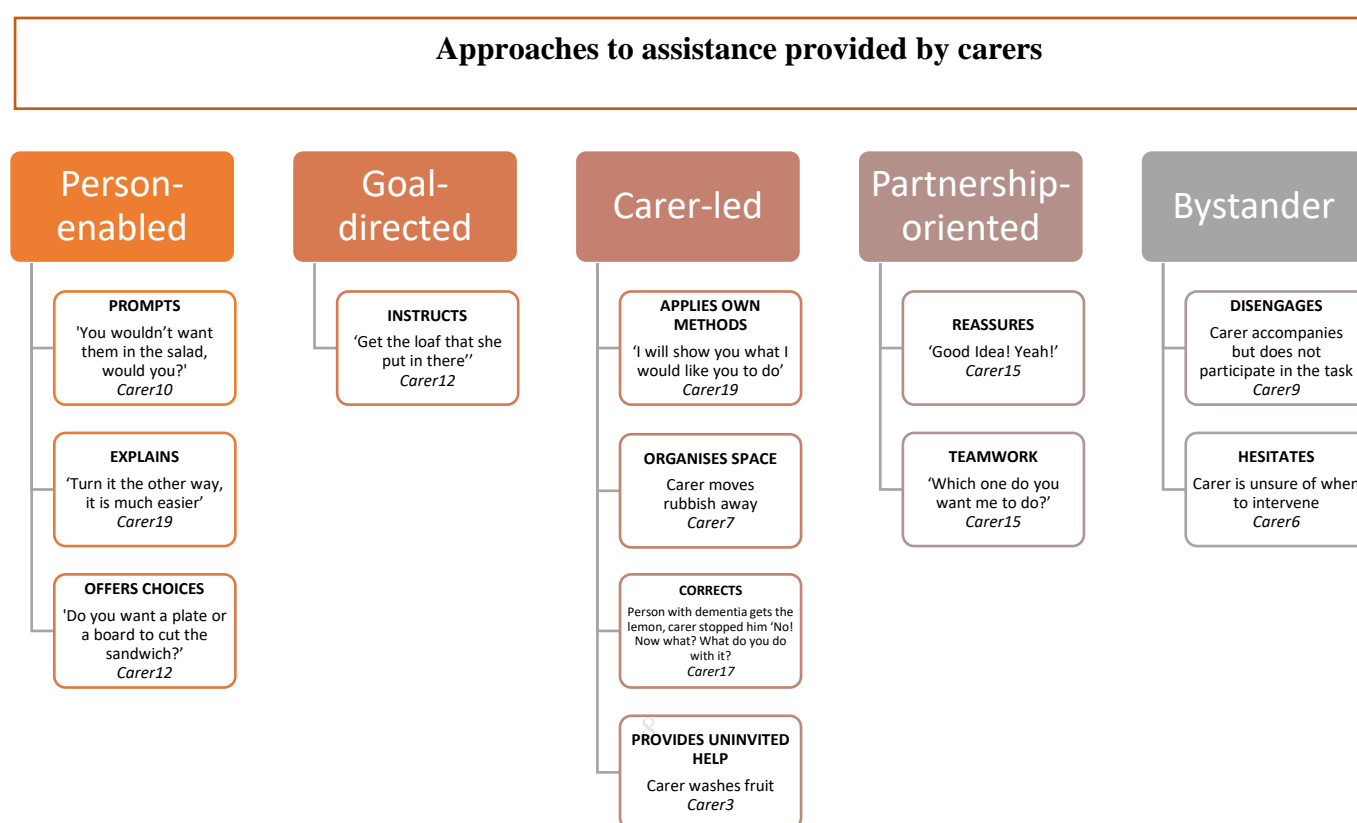 Approaches to assistance provided by carers
Person-
enabled
PROMPTS
'You wouldn’t want
them in the salad,
would you?'
Carer10
EXPLAINS
‘Turn it the other way,
it is much easier’
Carer19
OFFERS CHOICES
'Do you want a plate or
a board to cut the
sandwich?’
Carer12
Goal-
directed
INSTRUCTS
‘Get the loaf that she
put in there’’
Carer12
Carer-led
APPLIES OWN
METHODS
‘I will show you what I
would like you to do’
Carer19
ORGANISES SPACE
Carer moves
rubbish away
Carer7
CORRECTS
Person with dementia gets the
lemon, carer stopped him ‘No!
Now what? What do you do
with it?
Carer17
8
PROVIDES UNINVITED
HELP
Carer washes fruit
Carer3
Partnership-
oriented
REASSURES
‘Good Idea! Yeah!’
Carer15
TEAMWORK
‘Which one do you
want me to do?’
Carer15
Bystander
DISENGAGES
Carer accompanies
but does not
participate in the task
Carer9
HESITATES
Carer is unsure of when
to intervene
Carer6